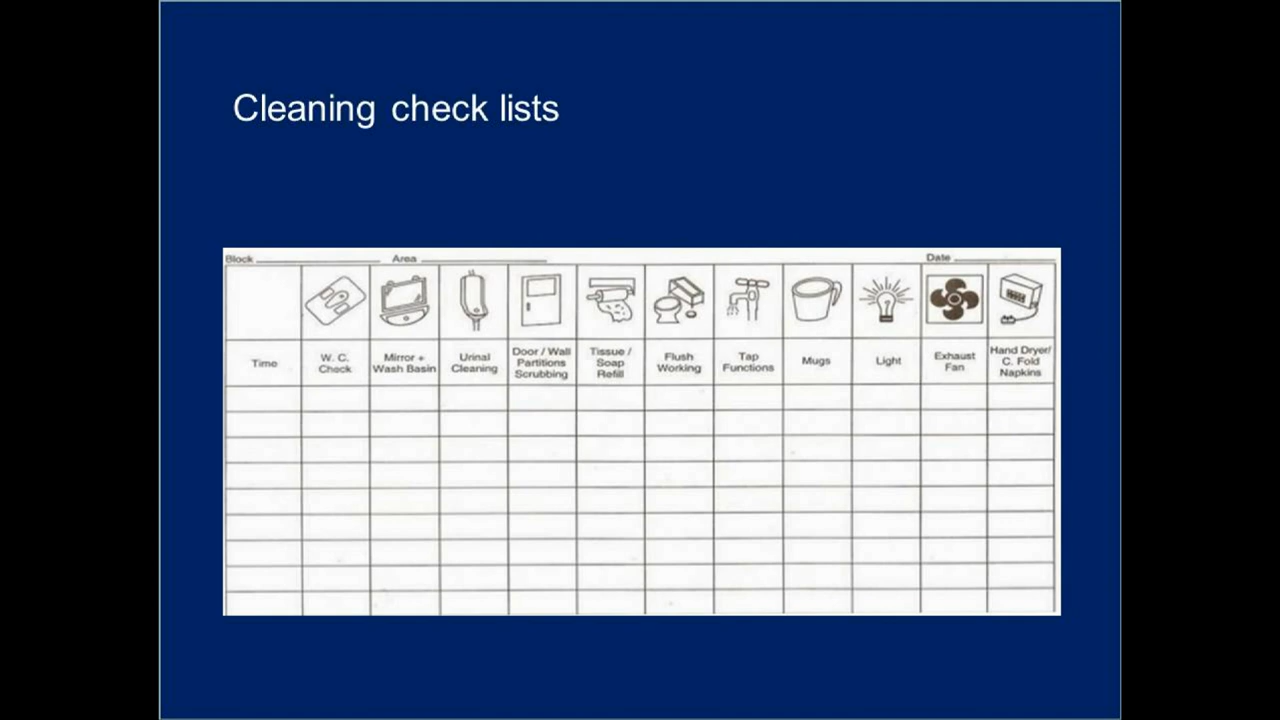 Cleaning check lists
Block Area Date
Time
W. C.
Check
Mirror +
Wash Basin
Urinal
Cleaning
Door / Wall
Partitions
Scrubbing
Tissue /
Soap
Refill
Flush
Working
Tap
Functions
Mugs
Light
Exhaust
Fan
Hand Dryer/
C. Fold
Napkins